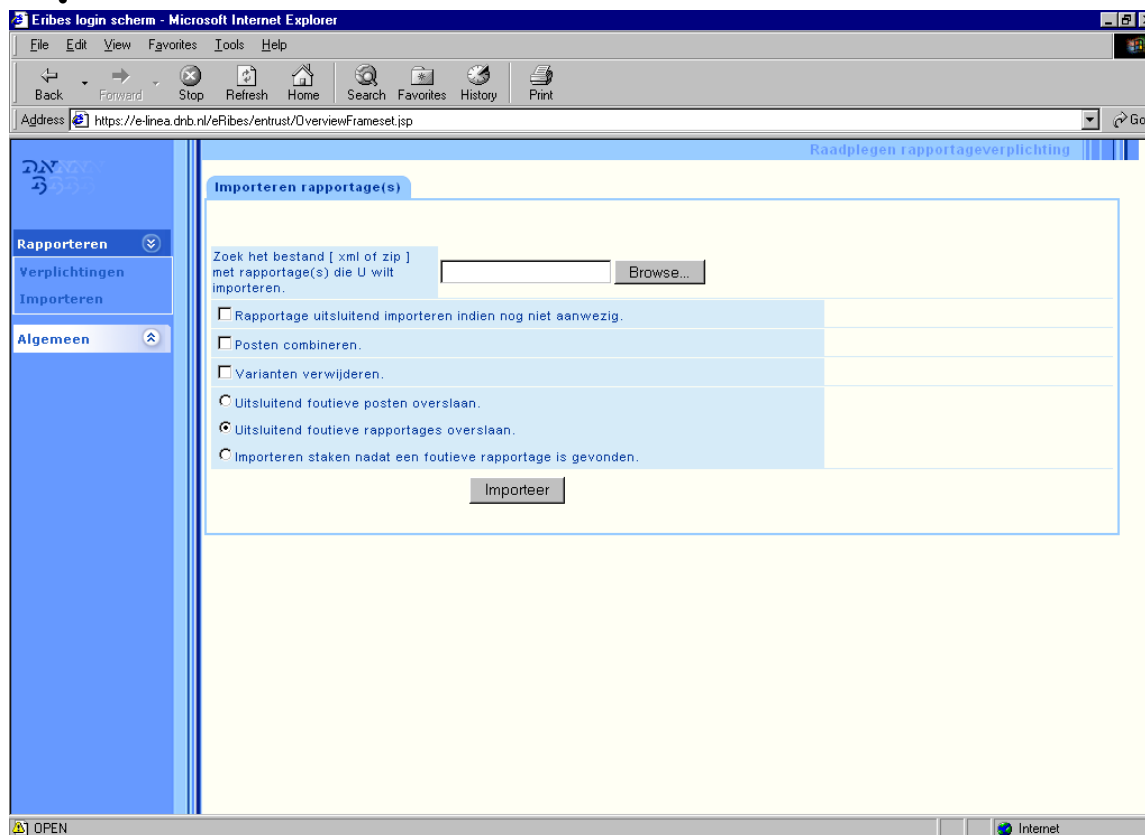 Eribes login scherm - Microsoft Internet Explorer
File Edit View Favorites Tools Help
Back Forward Stop Refresh Home Search Favorites History Print
Address https://e-linea.dnb.nl/eRibes/entrust/OverviewFrameset.jsp Go
Raadplegen rapportageverplichting
Importeren rapportage(s)
Rapporteren
Verplichtingen
Importeren
Algemeen
Zoek het bestand [ xml of zip ]
met rapportage(s) die U wilt
importeren.
Browse...
Rapportage uitsluitend importeren indien nog niet aanwezig.
Posten combineren.
Varianten verwijderen.
Uitsluitend foutieve posten overslaan.
Uitsluitend foutieve rapportages overslaan.
Importeren staken nadat een foutieve rapportage is gevonden.
Importeer
OPEN
Internet